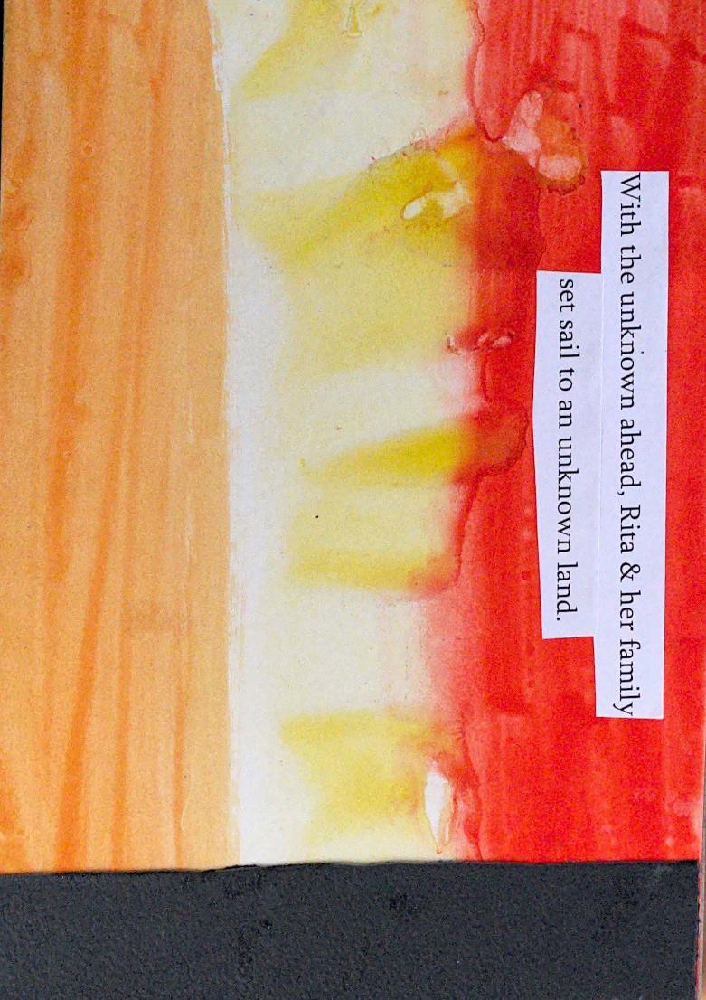 With the unknown ahead, Rita & her family
set sail to an unknown land.